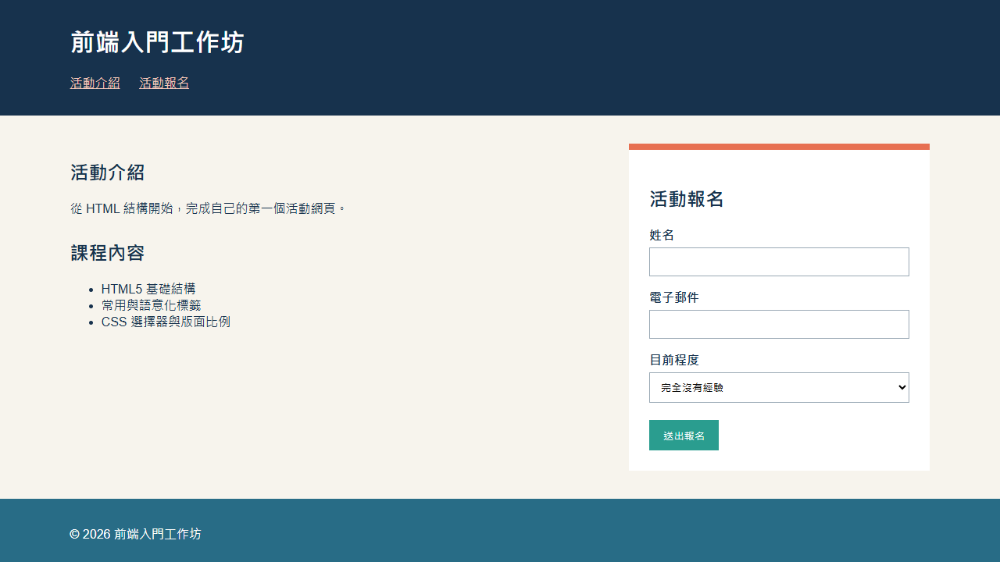 前端入門工作坊
活動介紹 活動報名
活動介紹
從 HTML 結構開始，完成自己的第一個活動網頁。
課程內容
HTML5 基礎結構
常用與語意化標籤
CSS 選擇器與版面比例
活動報名
姓名
電子郵件
目前程度
完全沒有經驗
送出報名
© 2026 前端入門工作坊